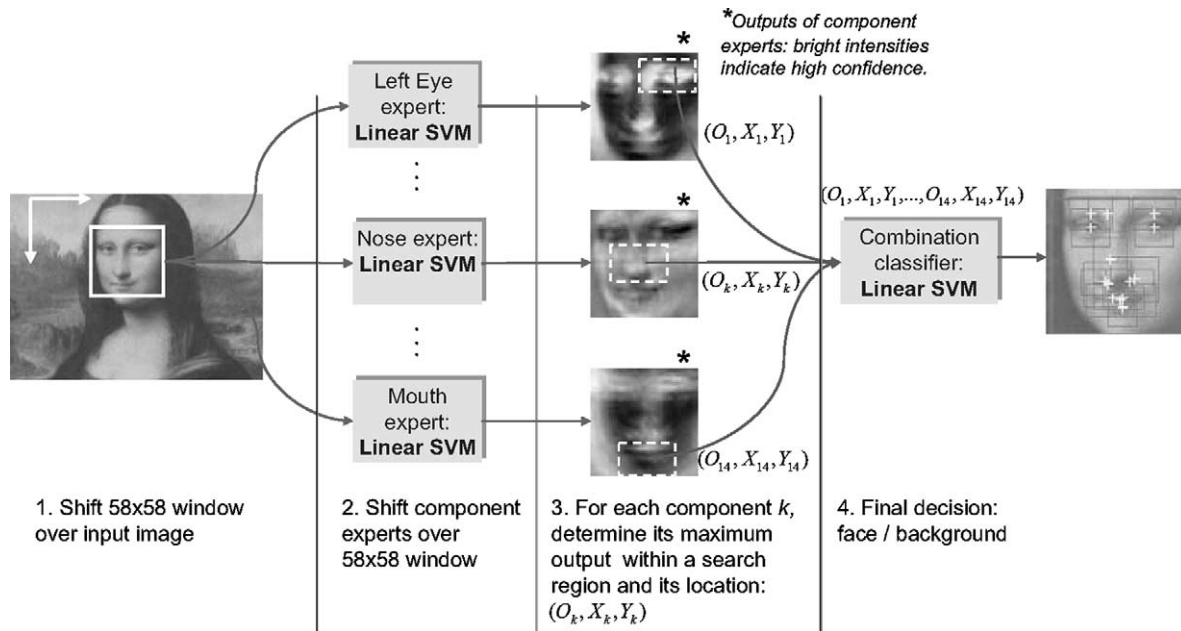 *Outputs of component
experts: bright intensities
indicate high confidence.
*
Left Eye
expert:
Linear SVM
(O₁, X₁, Y₁)
⋮
*
Nose expert:
Linear SVM
(Oₖ, Xₖ, Yₖ)
(O₁, X₁, Y₁,..., O₁₄, X₁₄, Y₁₄)
Combination
classifier:
Linear SVM
⋮
*
Mouth
expert:
Linear SVM
(O₁₄, X₁₄, Y₁₄)
1. Shift 58x58 window
over input image
2. Shift component
experts over
58x58 window
3. For each component k,
determine its maximum
output within a search
region and its location:
(Oₖ, Xₖ, Yₖ)
4. Final decision:
face / background